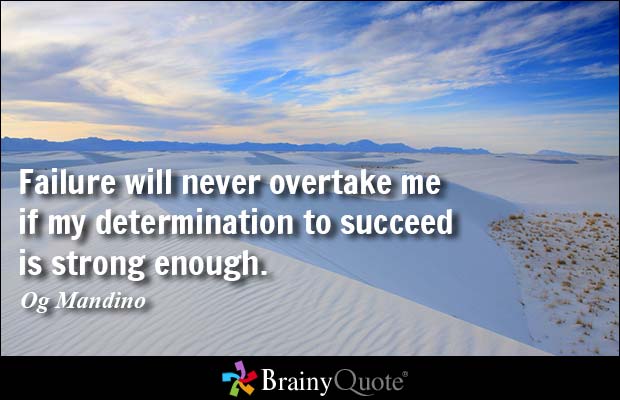 Failure will never overtake me
if my determination to succeed
is strong enough.
Og Mandino
BrainyQuote®